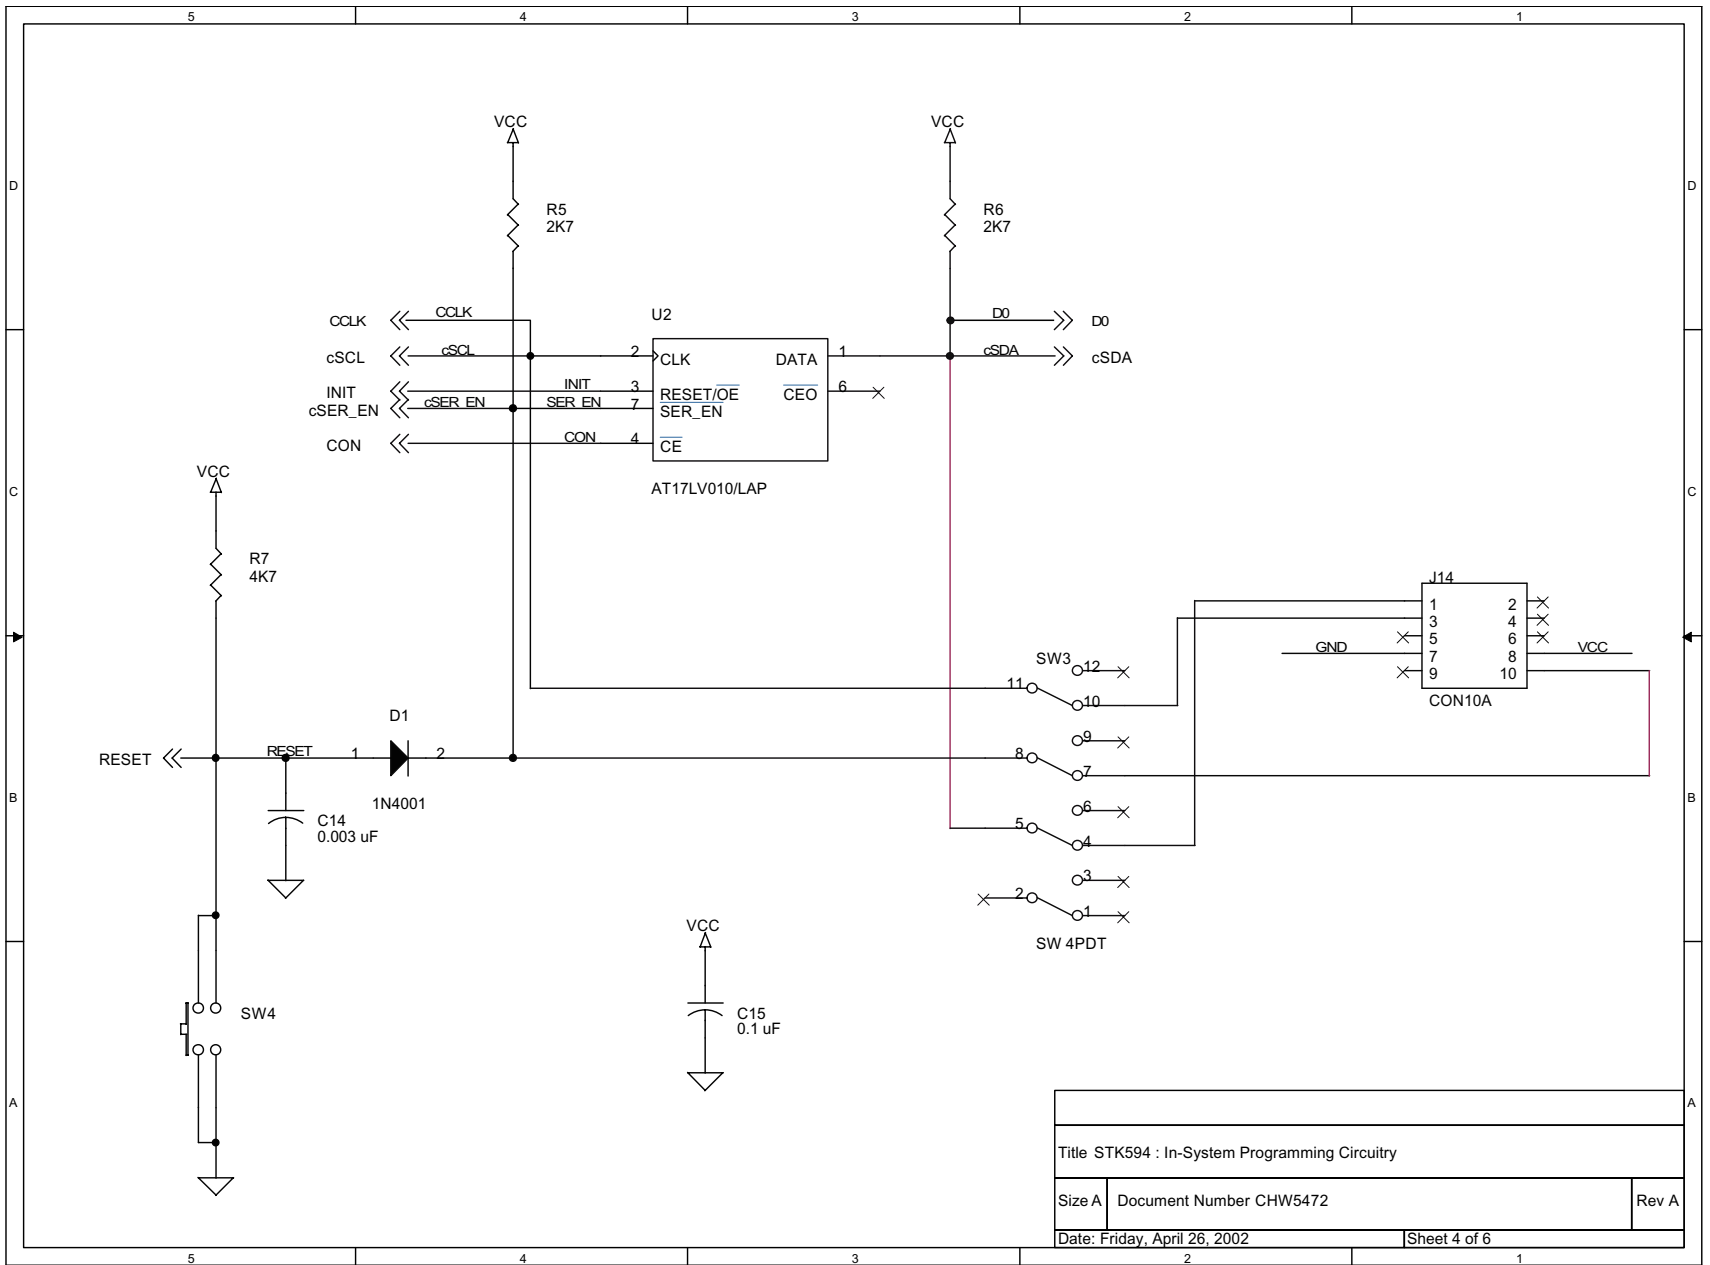 5 4 3 2 1
D D
VCC VCC
R5
2K7
R6
2K7
CCLK CCLK
U2
D0 D0
cSCL cSCL 2 CLK DATA 1 cSDA cSDA
INIT INIT 3 RESET/OE CEO 6
cSER_EN cSER_EN SER_EN 7 SER_EN
CON CON 4 CE
AT17LV010/LAP
C C
VCC
R7
4K7
J14
1 2
3 4
5 6
GND 7 8 VCC
9 10
CON10A
SW3
12
11
10
9
8
7
6
5
4
3
2
1
SW 4PDT
D1
RESET RESET 1 2
1N4001
B B
C14
0.003 uF
VCC
C15
0.1 uF
SW4
A A
Title STK594 : In-System Programming Circuitry
Size A Document Number CHW5472 Rev A
Date: Friday, April 26, 2002 Sheet 4 of 6
5 4 3 2 1